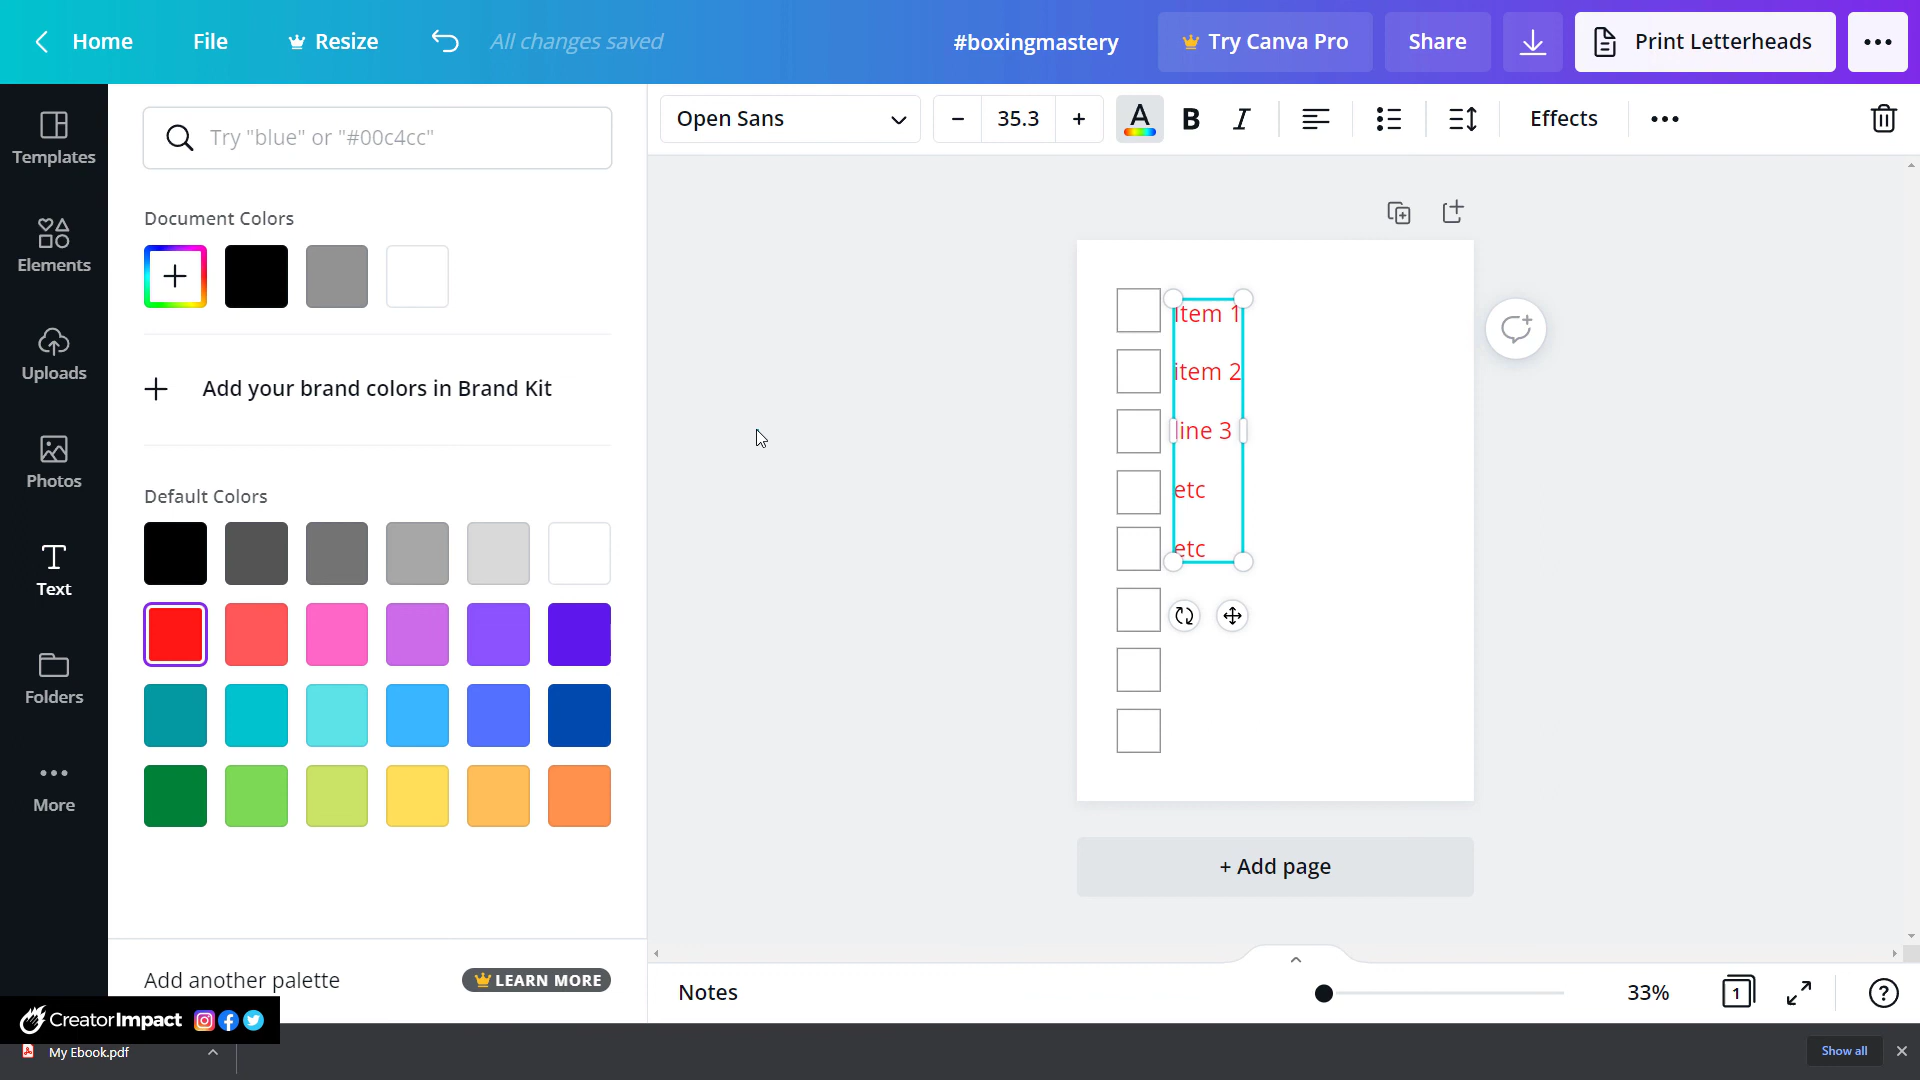 Home File Resize All changes saved #boxingmastery Try Canva Pro Share Print Letterheads
Open Sans 35.3 A B I Effects
Templates
Elements
Uploads
Photos
Text
Folders
More
Try "blue" or "#00c4cc"
Document Colors
Add your brand colors in Brand Kit
Default Colors
Add another palette LEARN MORE
item 1
item 2
line 3
etc
etc
+ Add page
Notes 33% 1 ?
CreatorImpact
My Ebook.pdf Show all